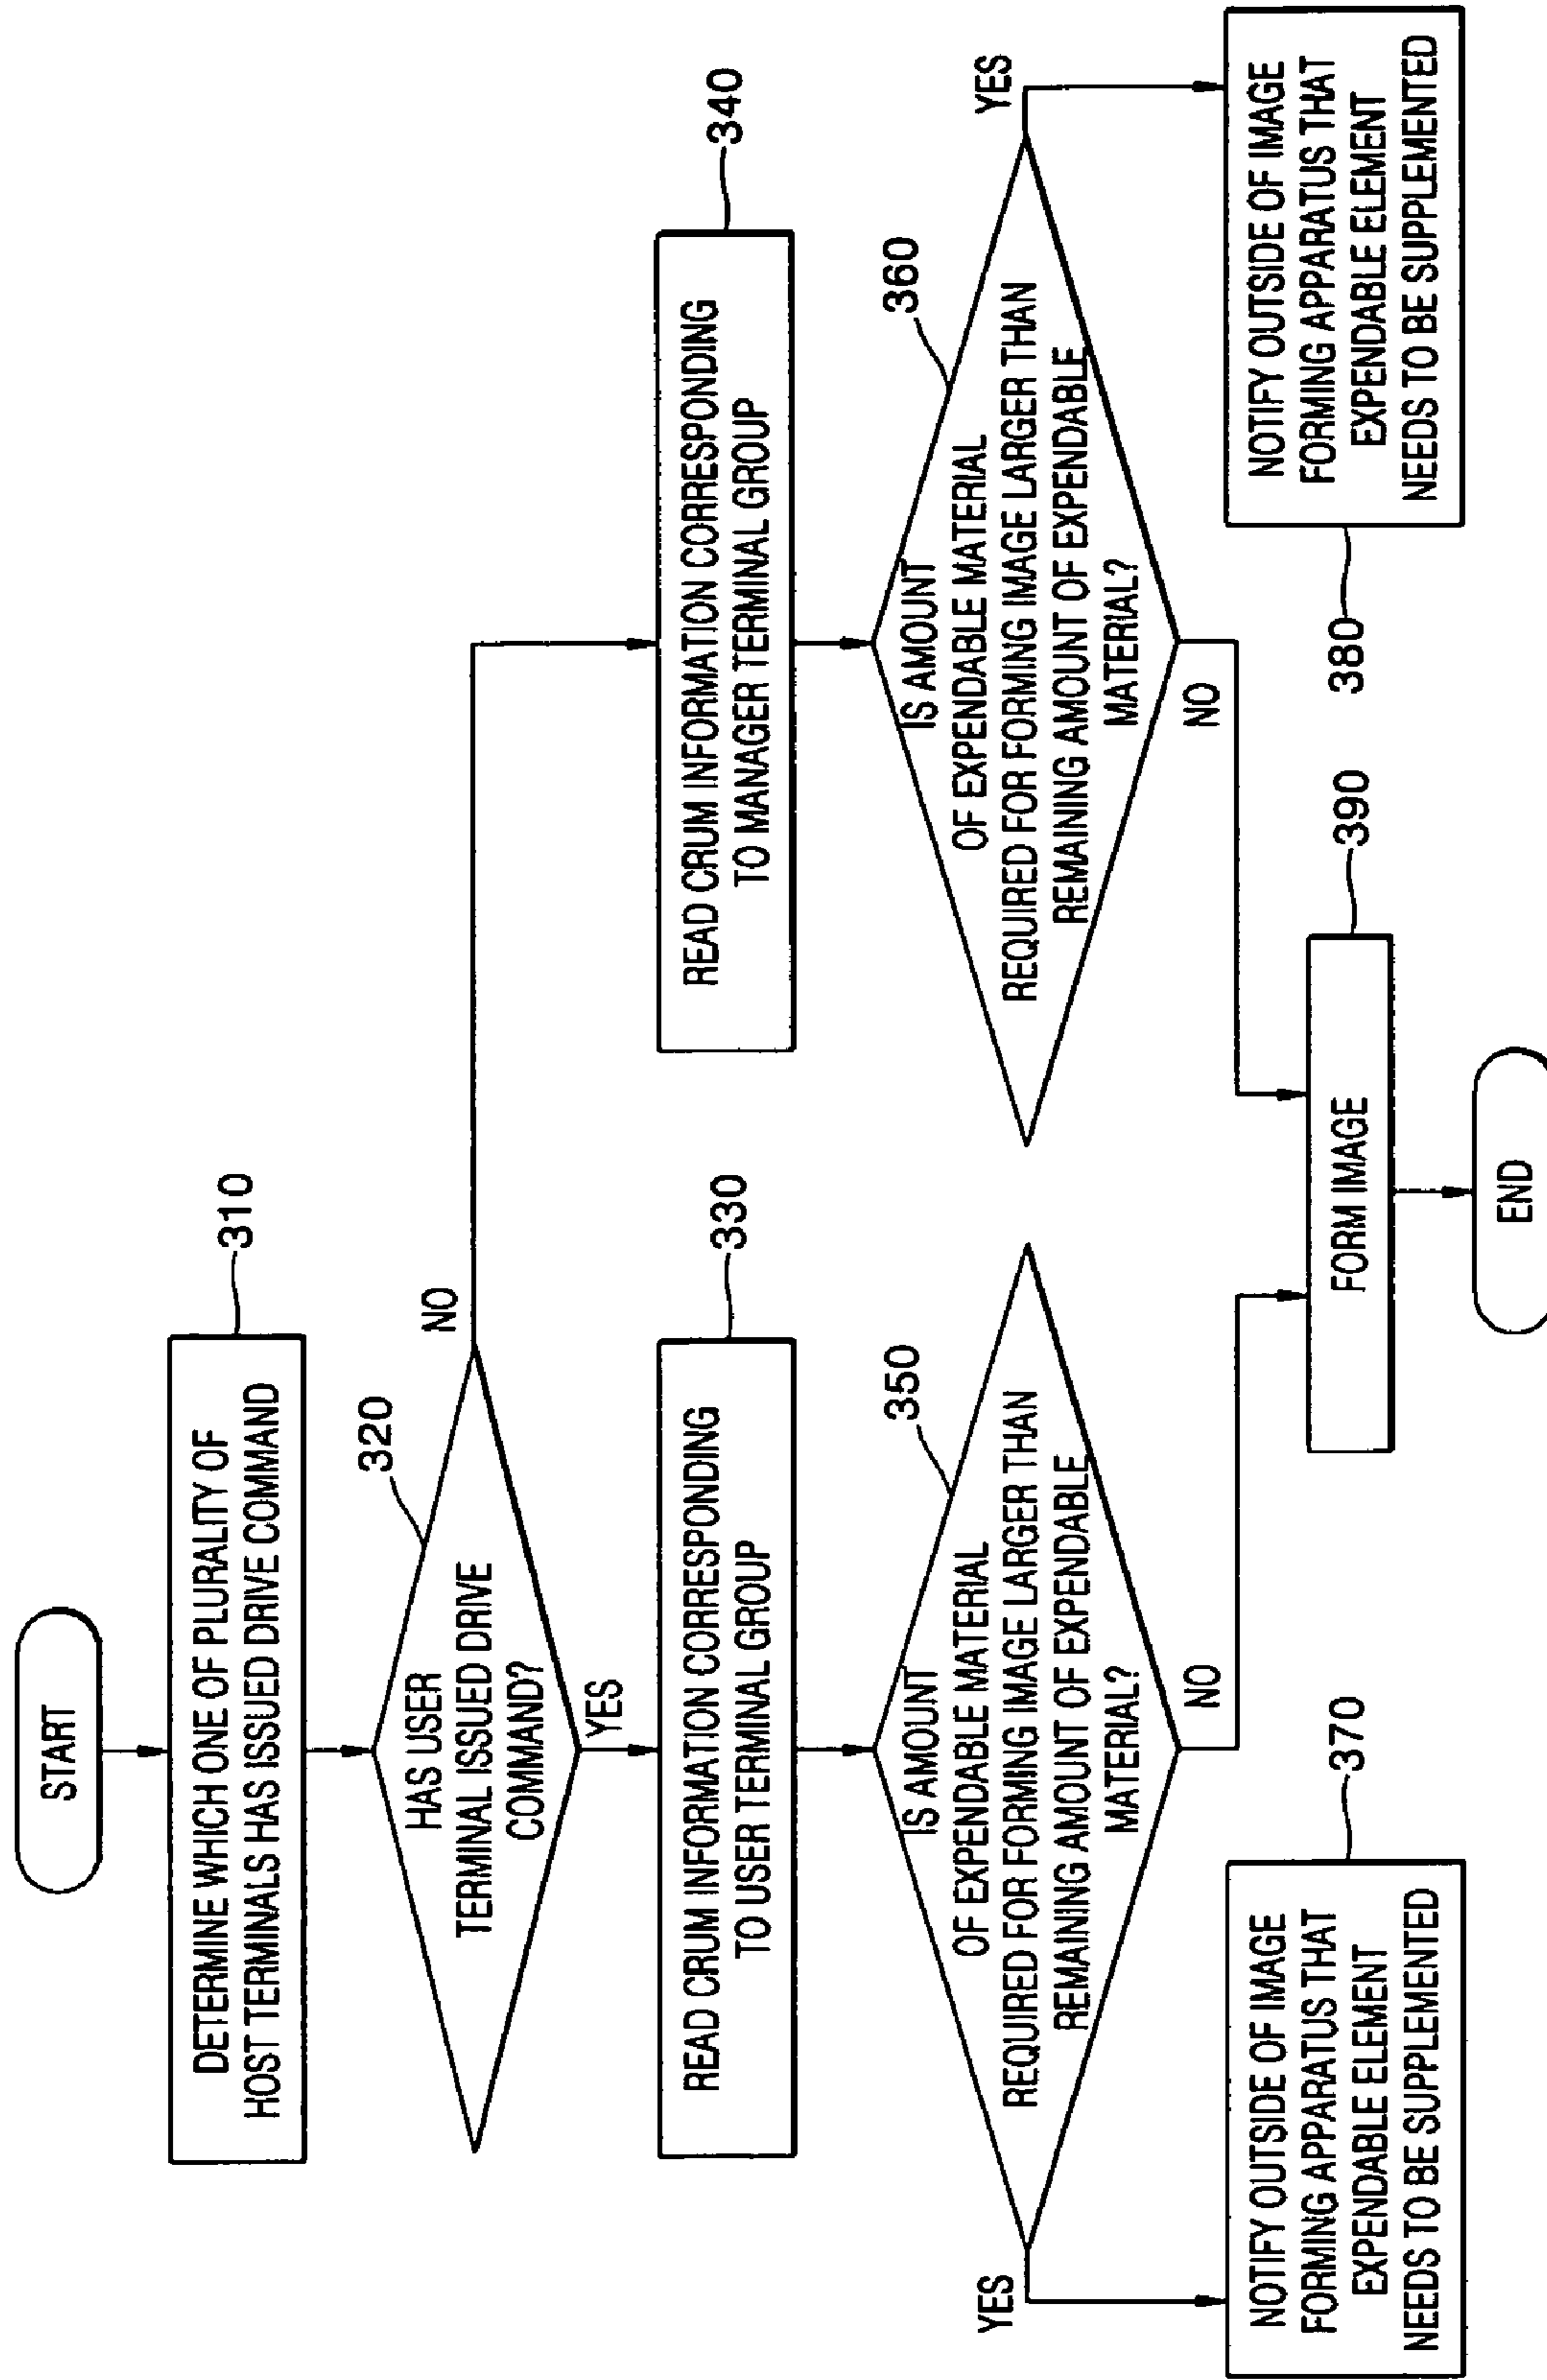 START
DETERMINE WHICH ONE OF PLURALITY OF
HOST TERMINALS HAS ISSUED DRIVE COMMAND
310
HAS USER
TERMINAL ISSUED DRIVE
COMMAND?
320
NO
YES
READ CRUM INFORMATION CORRESPONDING
TO USER TERMINAL GROUP
330
READ CRUM INFORMATION CORRESPONDING
TO MANAGER TERMINAL GROUP
340
IS AMOUNT
OF EXPENDABLE MATERIAL
REQUIRED FOR FORMING IMAGE LARGER THAN
REMAINING AMOUNT OF EXPENDABLE
MATERIAL?
350
YES
NO
IS AMOUNT
OF EXPENDABLE MATERIAL
REQUIRED FOR FORMING IMAGE LARGER THAN
REMAINING AMOUNT OF EXPENDABLE
MATERIAL?
360
YES
NO
NOTIFY OUTSIDE OF IMAGE
FORMING APPARATUS THAT
EXPENDABLE ELEMENT
NEEDS TO BE SUPPLEMENTED
370
FORM IMAGE
390
NOTIFY OUTSIDE OF IMAGE
FORMING APPARATUS THAT
EXPENDABLE ELEMENT
NEEDS TO BE SUPPLEMENTED
380
END